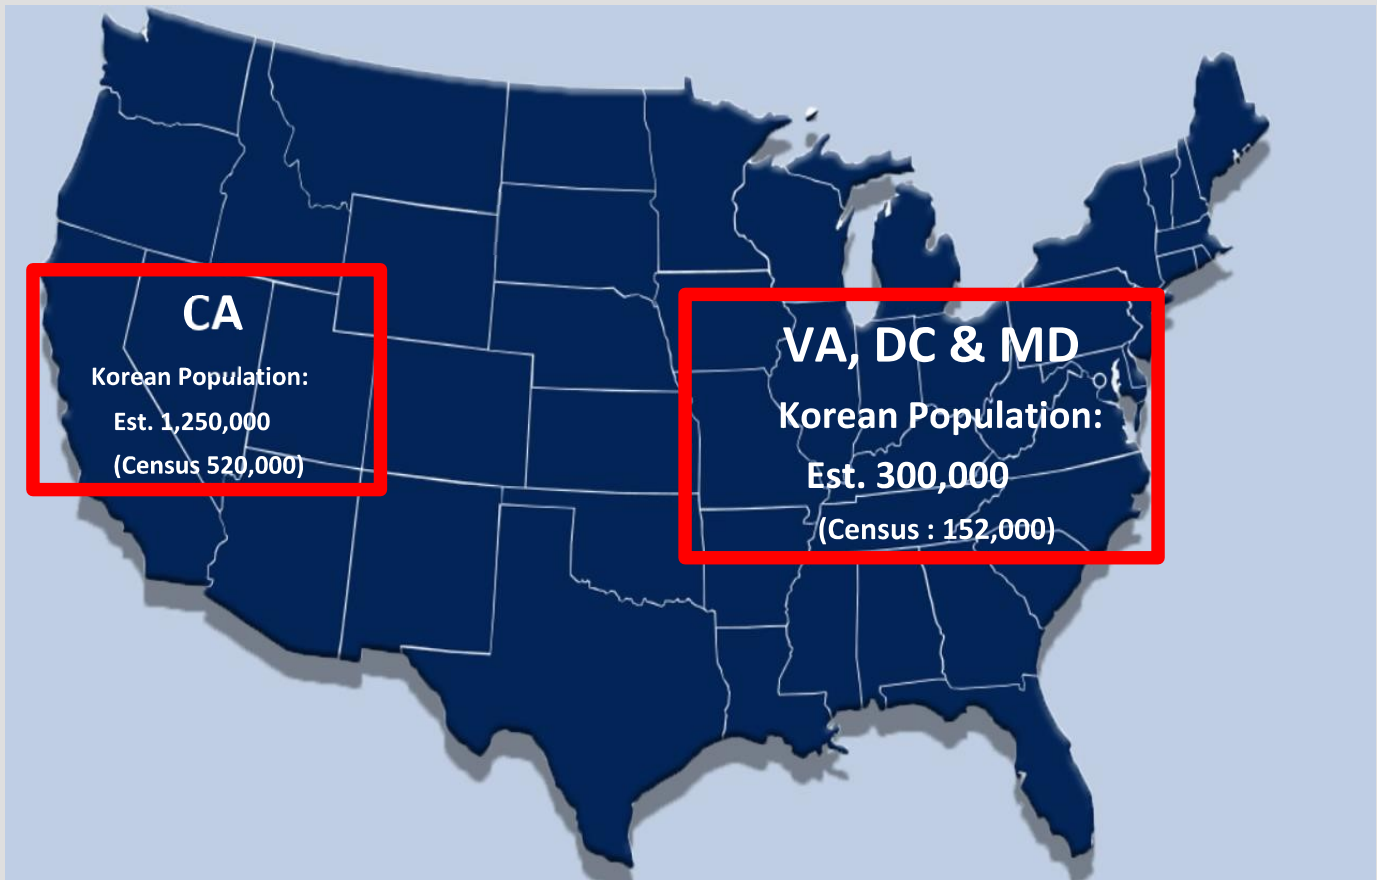 CA
Korean Population:
Est. 1,250,000
(Census 520,000)
VA, DC & MD
Korean Population:
Est. 300,000
(Census : 152,000)